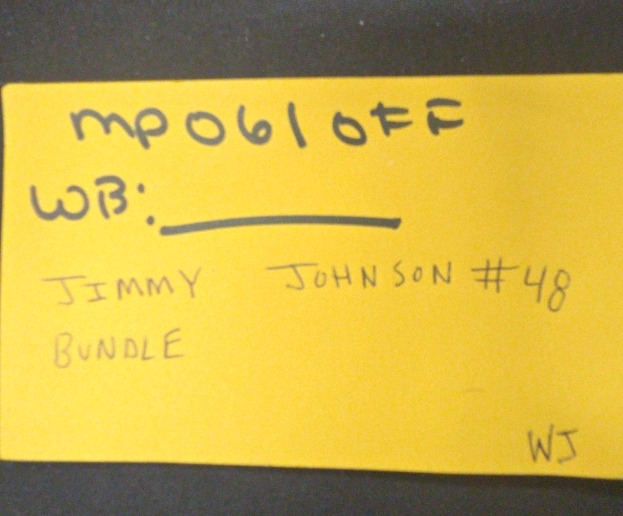 MP061OFF
WB:
JIMMY JOHNSON #48
BUNDLE
WJ